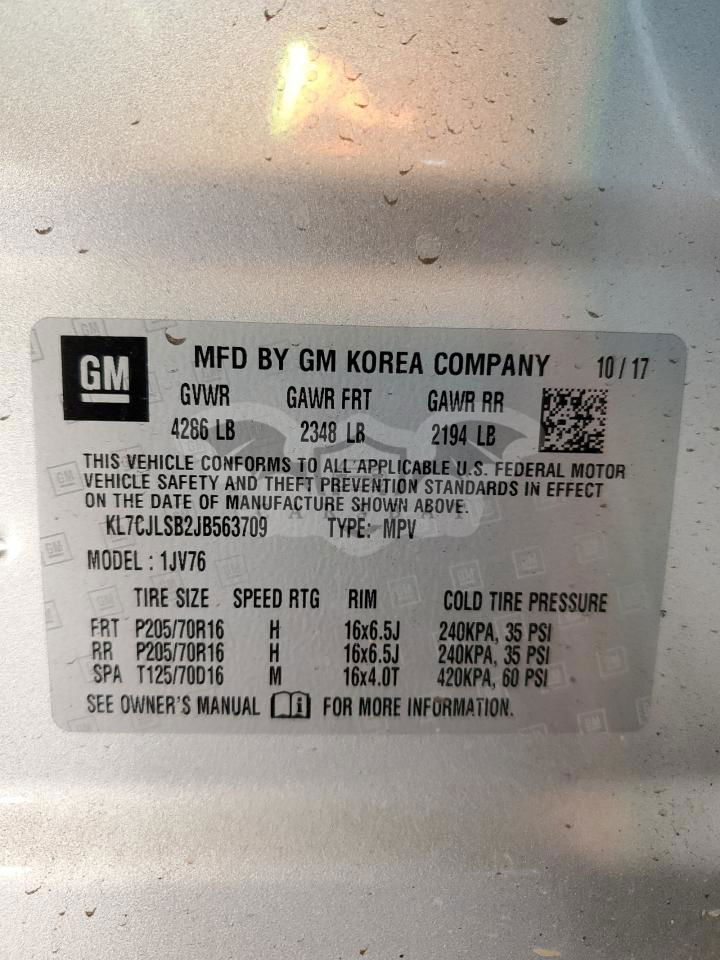 GM MFD BY GM KOREA COMPANY 10/17
GVWR GAWR FRT GAWR RR
4286 LB 2348 LB 2194 LB
THIS VEHICLE CONFORMS TO ALL APPLICABLE U.S. FEDERAL MOTOR
VEHICLE SAFETY AND THEFT PREVENTION STANDARDS IN EFFECT
ON THE DATE OF MANUFACTURE SHOWN ABOVE.
KL7CJLSB2JB563709 TYPE: MPV
MODEL : 1JV76
TIRE SIZE SPEED RTG RIM COLD TIRE PRESSURE
FRT P205/70R16 H 16x6.5J 240KPA, 35 PSI
RR P205/70R16 H 16x6.5J 240KPA, 35 PSI
SPA T125/70D16 M 16x4.0T 420KPA, 60 PSI
SEE OWNER'S MANUAL FOR MORE INFORMATION.